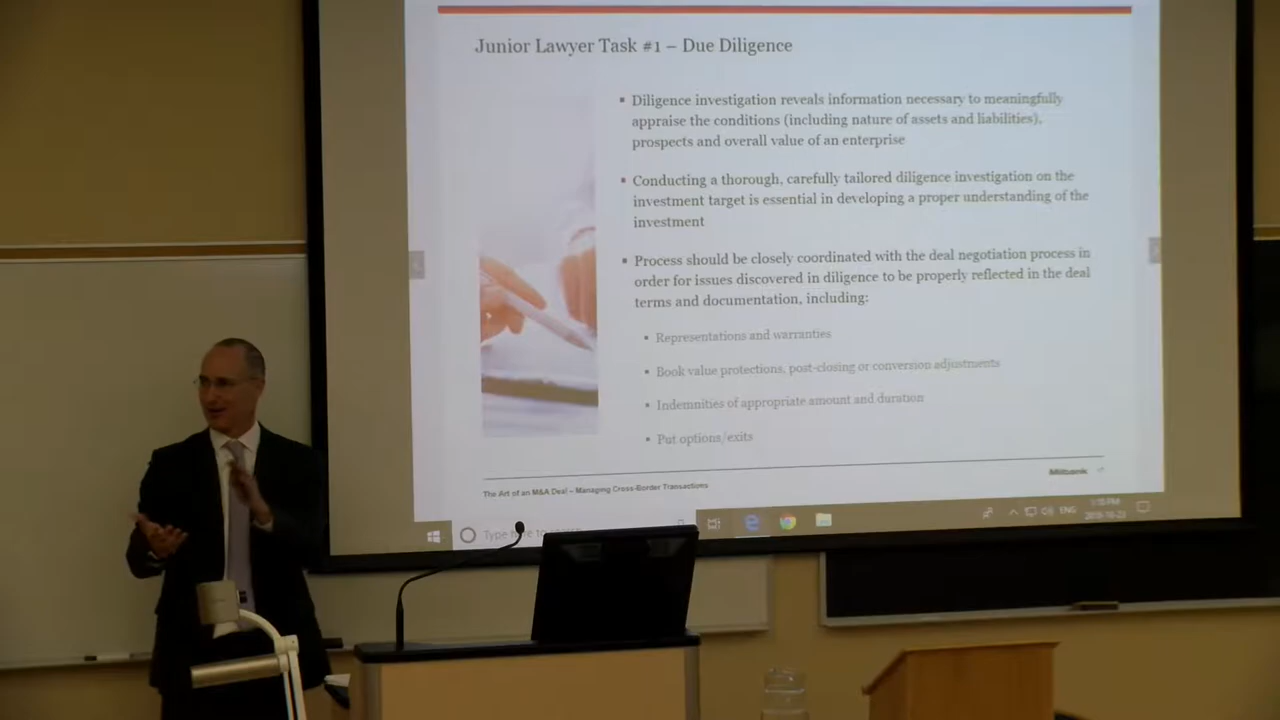 Junior Lawyer Task #1 – Due Diligence
▪ Diligence investigation reveals information necessary to meaningfully
appraise the conditions (including nature of assets and liabilities),
prospects and overall value of an enterprise
▪ Conducting a thorough, carefully tailored diligence investigation on the
investment target is essential in developing a proper understanding of the
investment
▪ Process should be closely coordinated with the deal negotiation process in
order for issues discovered in diligence to be properly reflected in the deal
terms and documentation, including:
▪ Representations and warranties
▪ Book value protections, post-closing or conversion adjustments
▪ Indemnities of appropriate amount and duration
▪ Put options/exits
Milbank
The Art of an M&A Deal – Managing Cross-Border Transactions
Type here to
ENG